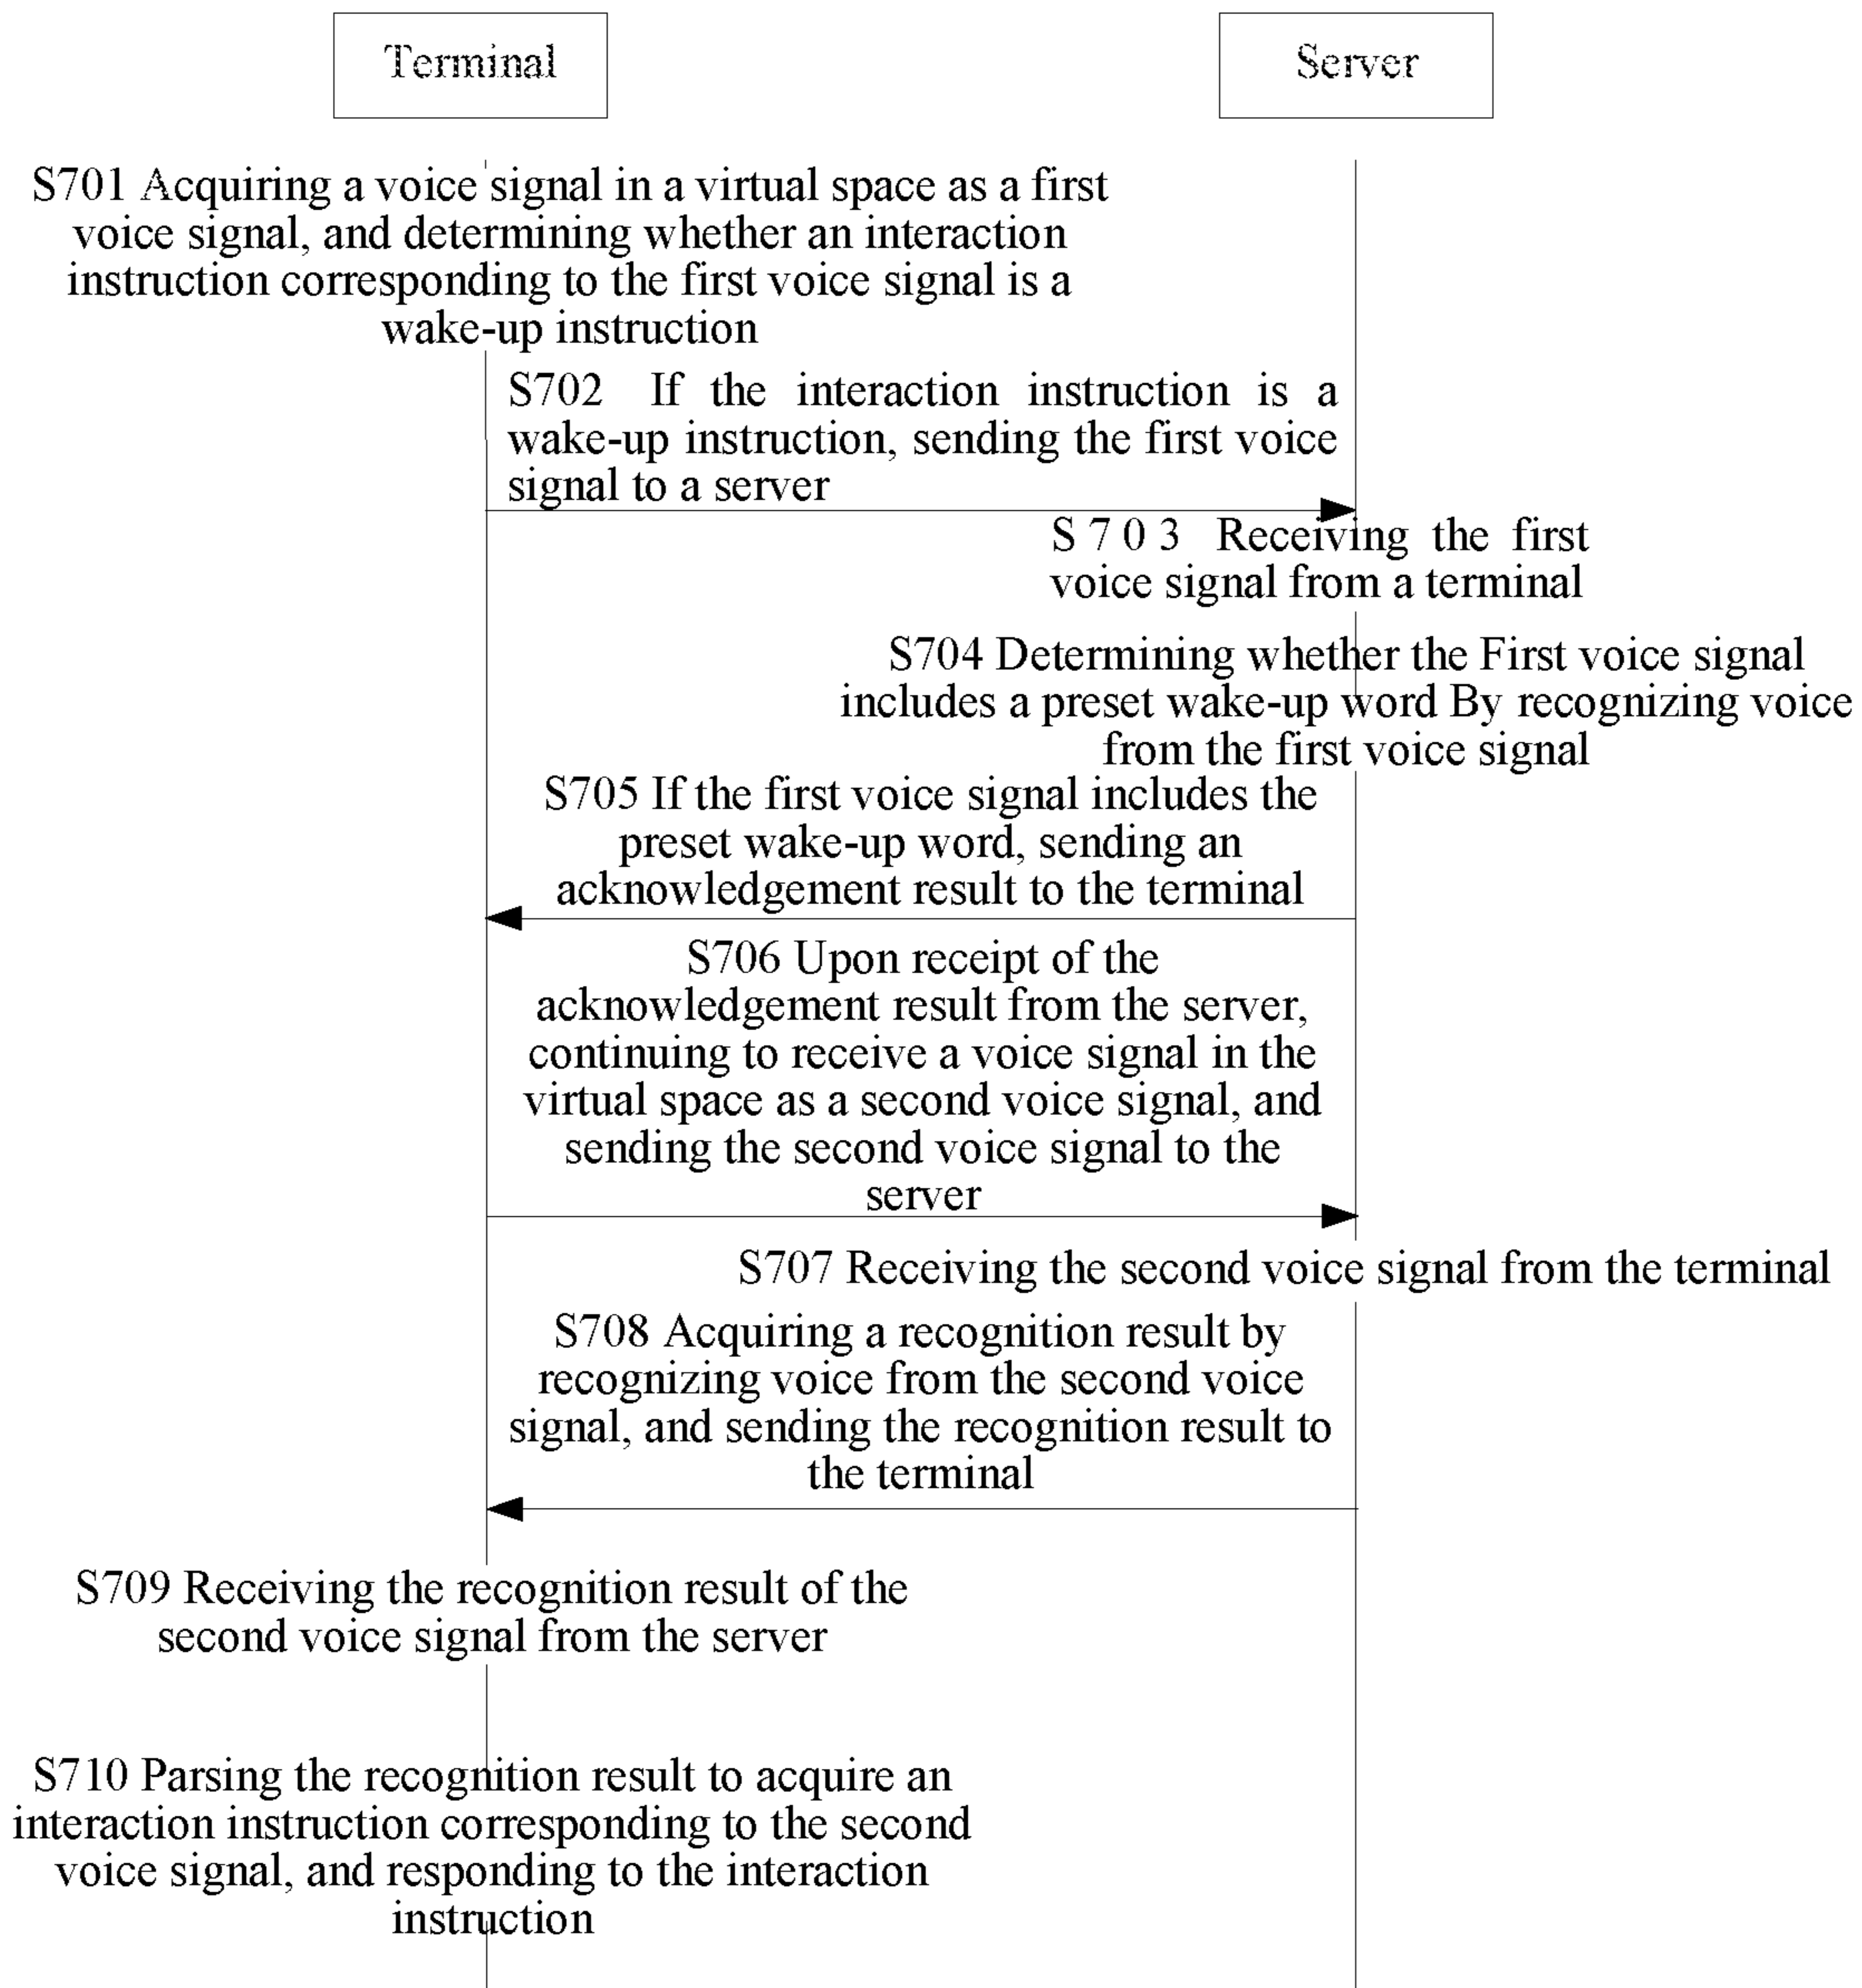 Terminal
Server
S701 Acquiring a voice signal in a virtual space as a first
voice signal, and determining whether an interaction
instruction corresponding to the first voice signal is a
wake-up instruction
S702 If the interaction instruction is a
wake-up instruction, sending the first voice
signal to a server
S 7 0 3 Receiving the first
voice signal from a terminal
S704 Determining whether the First voice signal
includes a preset wake-up word By recognizing voice
from the first voice signal
S705 If the first voice signal includes the
preset wake-up word, sending an
acknowledgement result to the terminal
S706 Upon receipt of the
acknowledgement result from the server,
continuing to receive a voice signal in the
virtual space as a second voice signal, and
sending the second voice signal to the
server
S707 Receiving the second voice signal from the terminal
S708 Acquiring a recognition result by
recognizing voice from the second voice
signal, and sending the recognition result to
the terminal
S709 Receiving the recognition result of the
second voice signal from the server
S710 Parsing the recognition result to acquire an
interaction instruction corresponding to the second
voice signal, and responding to the interaction
instruction